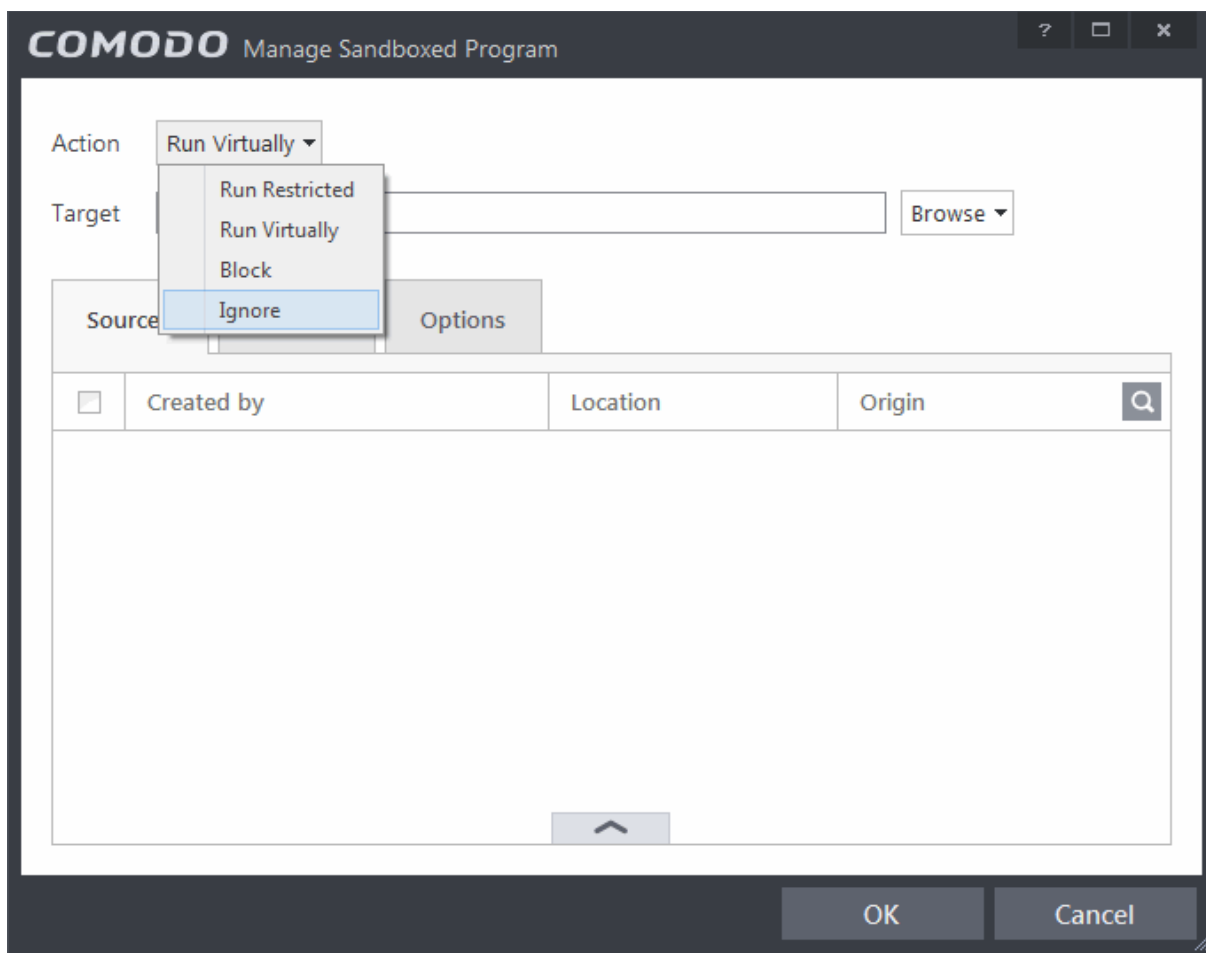 COMODO Manage Sandboxed Program
?
Action Run Virtually
Run Restricted
Target Browse
Run Virtually
Block
Ignore
Source Options
Created by Location Origin
OK Cancel